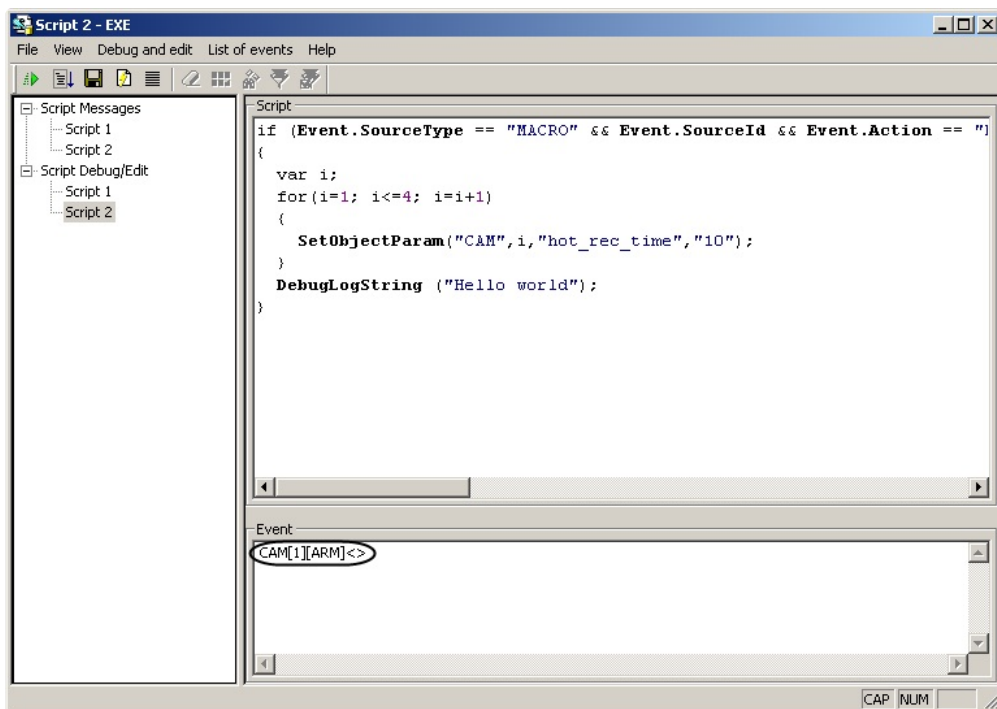 Script 2 - EXE
File View Debug and edit List of events Help
Script Messages
Script 1
Script 2
Script Debug/Edit
Script 1
Script 2
Script
if (Event.SourceType == "MACRO" && Event.SourceId && Event.Action == "
{
var i;
for(i=1; i<=4; i=i+1)
{
SetObjectParam("CAM",i,"hot_rec_time","10");
}
DebugLogString ("Hello world");
}
Event
CAM[1][ARM]<>
CAP NUM